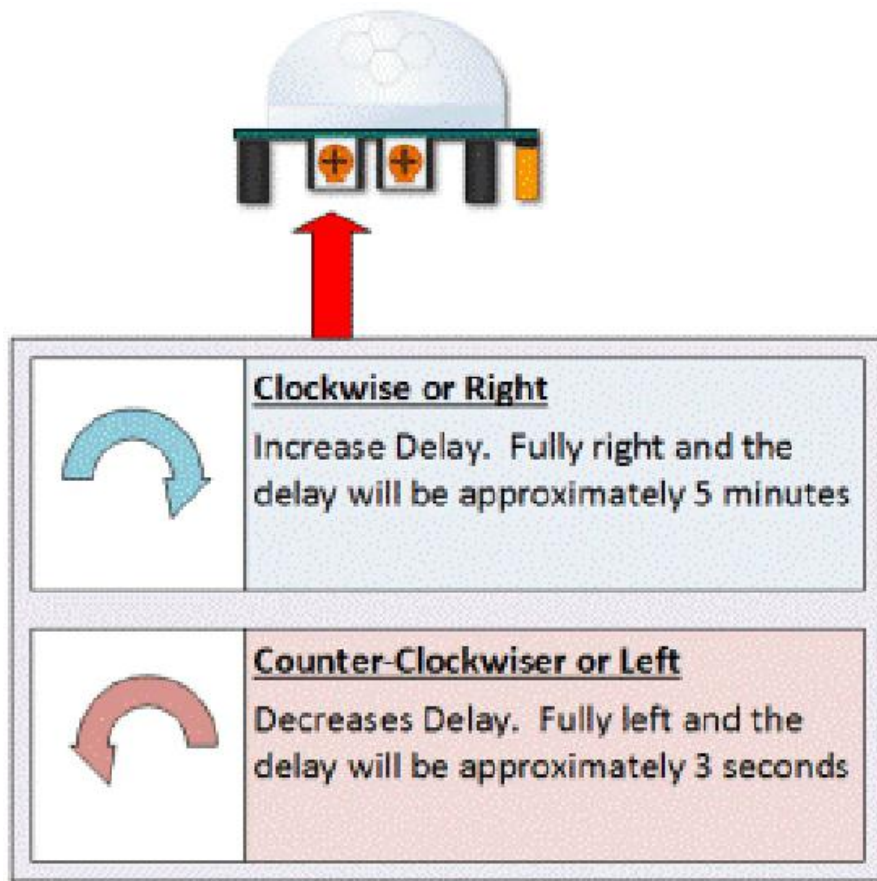 Clockwise or Right
Increase Delay. Fully right and the
delay will be approximately 5 minutes
Counter-Clockwiser or Left
Decreases Delay. Fully left and the
delay will be approximately 3 seconds